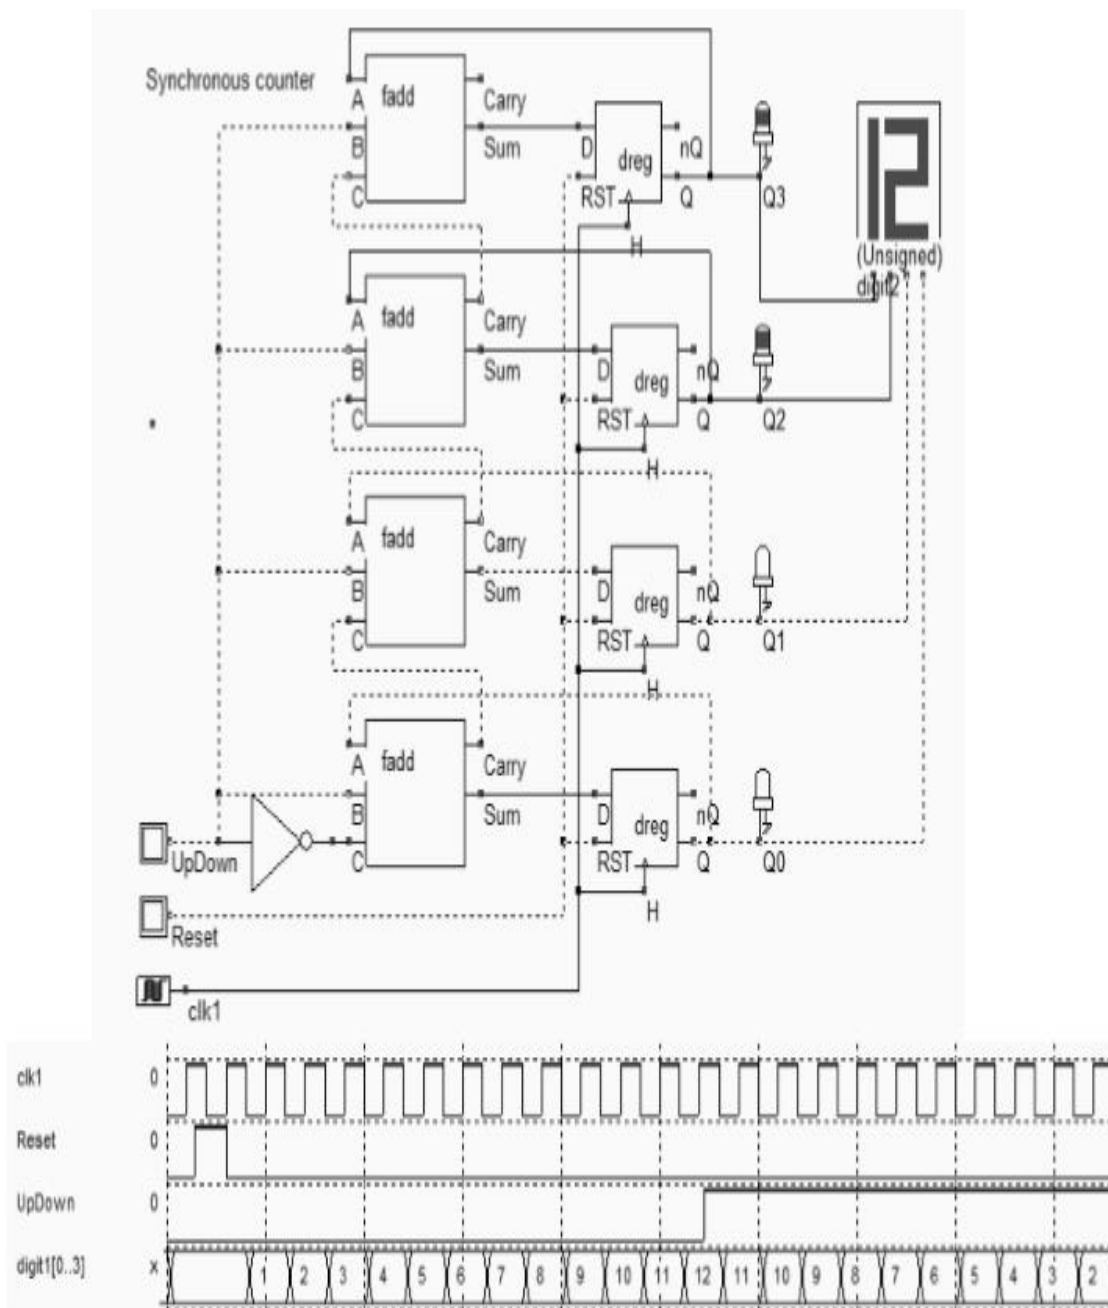 Synchronous counter
A fadd Carry
B Sum D nQ
C dreg
RST Q Q3
H
12
(Unsigned)
digit2
A fadd Carry
B Sum D nQ
C dreg
RST Q Q2
H
A fadd Carry
B Sum D nQ
C dreg
RST Q Q1
H
A fadd Carry
B Sum D nQ
UpDown C dreg
RST Q Q0
H
Reset
clk1
clk1 0
Reset 0
UpDown 0
digit1[0..3] x 1 2 3 4 5 6 7 8 9 10 11 12 11 10 9 8 7 6 5 4 3 2